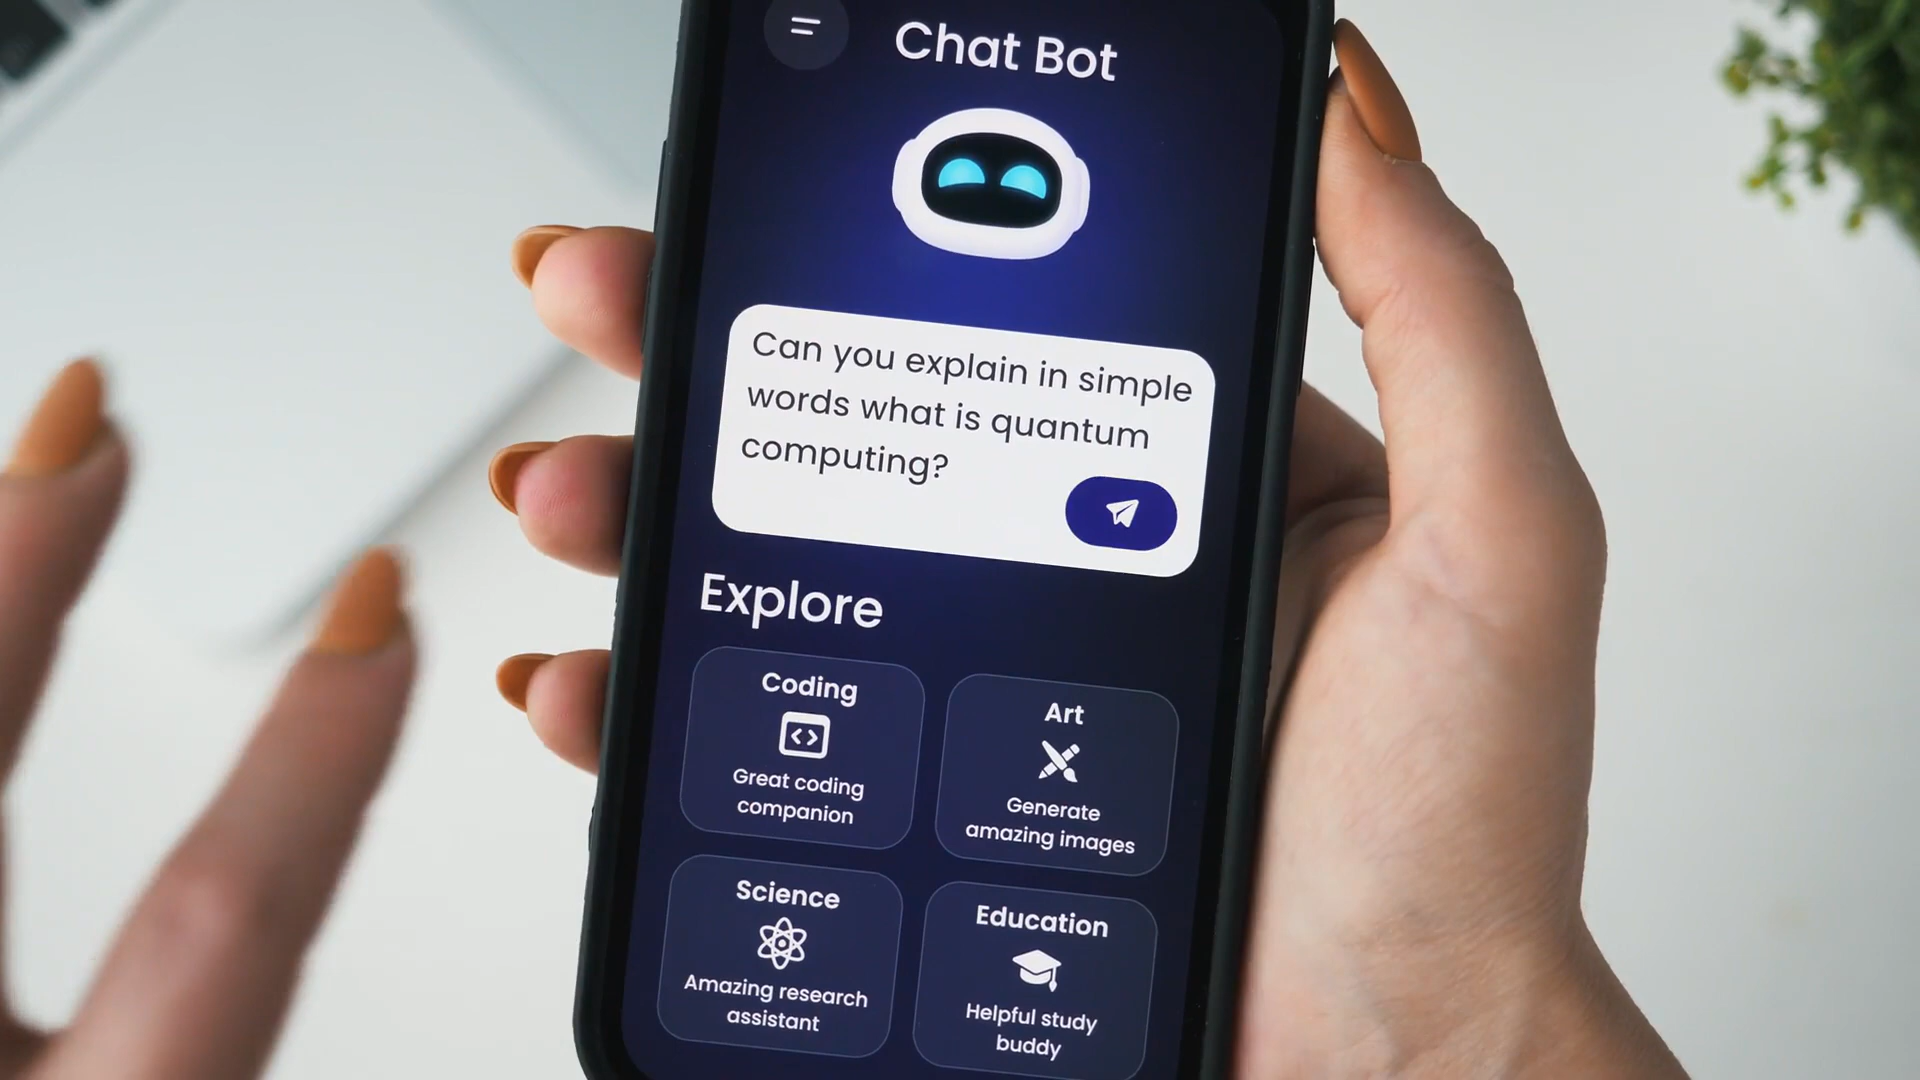 Chat Bot
Can you explain in simple
words what is quantum
computing?
Explore
Coding
Great coding
companion
Art
Generate
amazing images
Science
Amazing research
assistant
Education
Helpful study
buddy